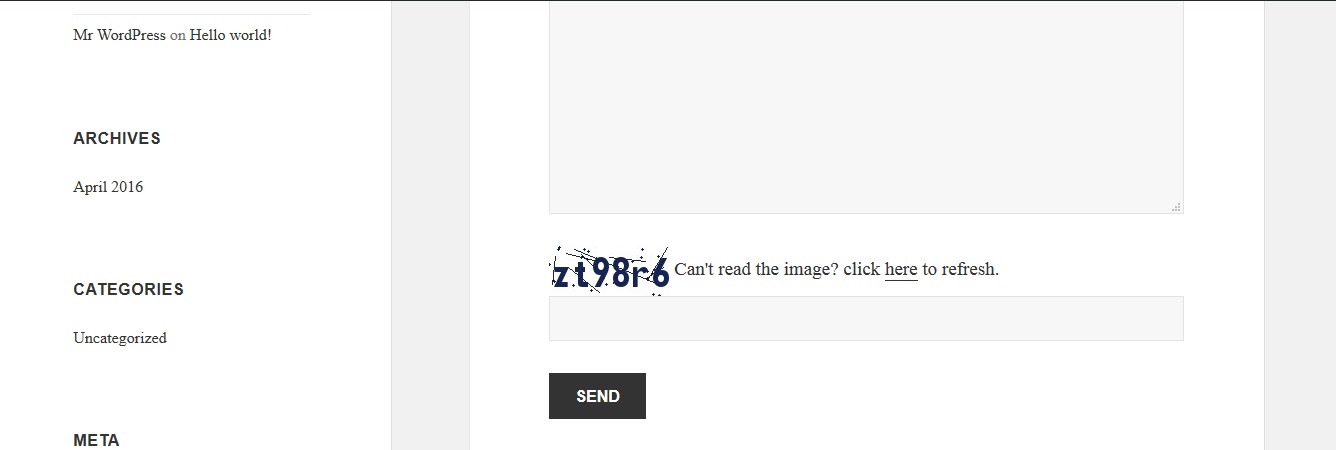 Mr WordPress on Hello world!
ARCHIVES
April 2016
CATEGORIES
Uncategorized
META
zt98r6 Can't read the image? click here to refresh.
SEND